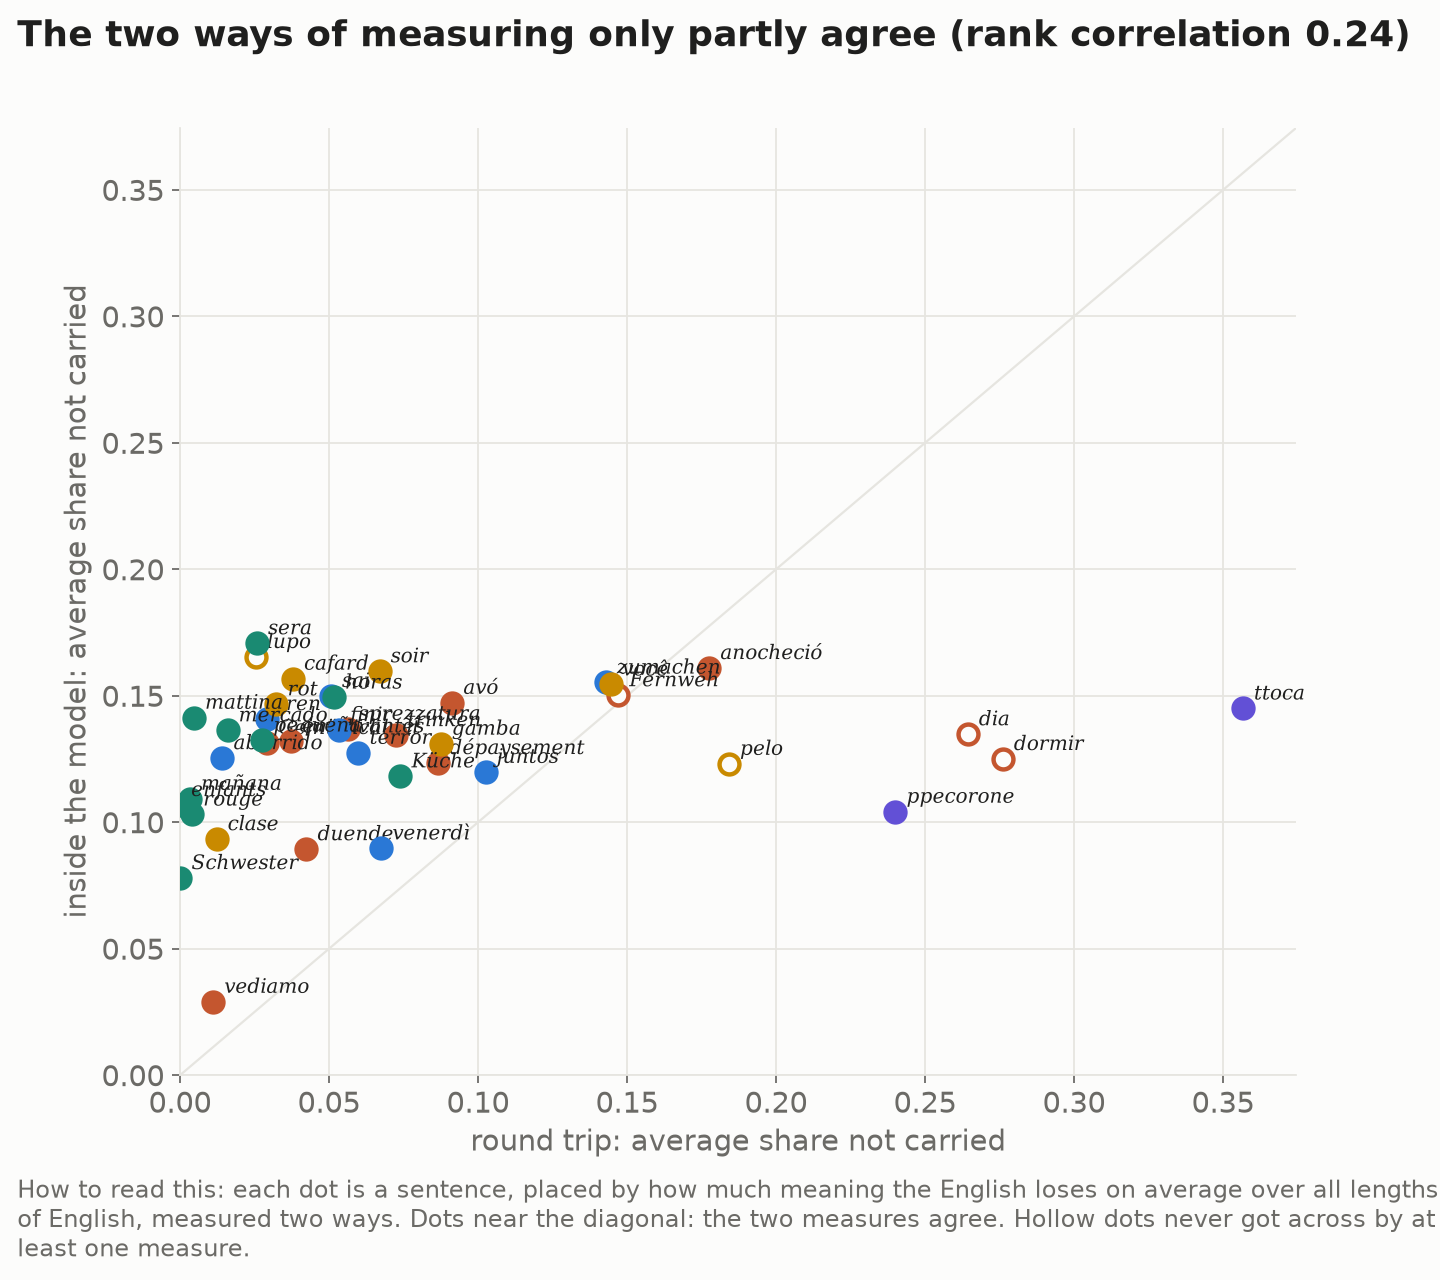 The two ways of measuring only partly agree (rank correlation 0.24)
inside the model: average share not carried
0.35
0.30
0.25
0.20
0.15
0.10
0.05
0.00
sera
lupo
cafard
soir
anocheció
zumachen
Fernweh
ttoca
rot
horas
avó
mattina
ren
mercado
sprezzatura
trinken
gamba
dia
terror
dépaysement
juntos
Küche
pelo
dormir
mañana
enfants
rouge
ppecorone
clase
duende
venerdì
Schwester
vediamo
0.00 0.05 0.10 0.15 0.20 0.25 0.30 0.35
round trip: average share not carried
How to read this: each dot is a sentence, placed by how much meaning the English loses on average over all lengths
of English, measured two ways. Dots near the diagonal: the two measures agree. Hollow dots never got across by at
least one measure.